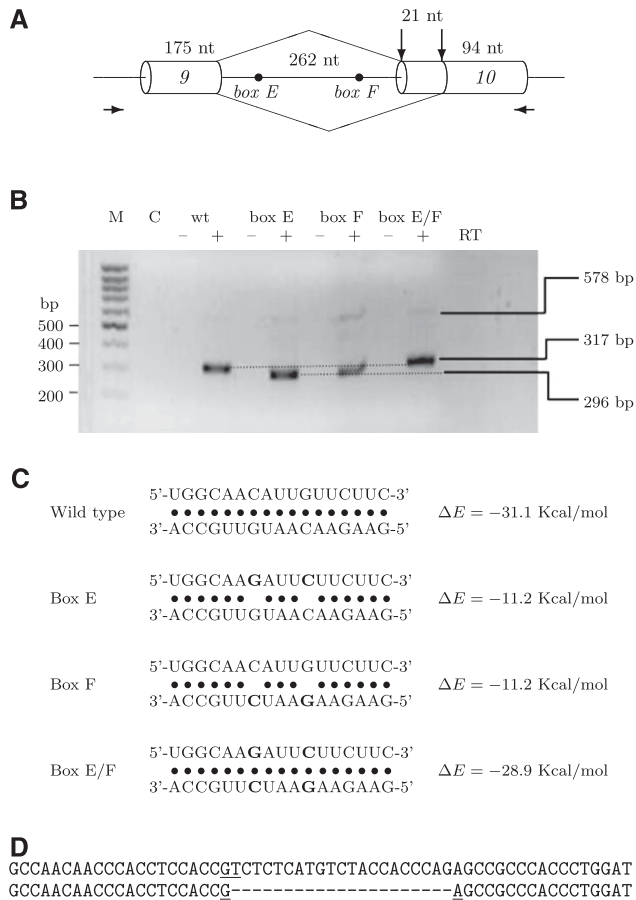 A
175 nt
262 nt
21 nt
94 nt
9
box E
box F
10
B
M C wt box E box F box E/F
– + – + – + – + RT
bp
500
400
300
200
578 bp
317 bp
296 bp
C
5'-UGGCAACAUUGUUCUUC-3'
Wild type
ΔE = −31.1 Kcal/mol
3'-ACCGUUGUAACAAGAAG-5'
5'-UGGCAAGAUUCUUCUUC-3'
Box E
ΔE = −11.2 Kcal/mol
3'-ACCGUUGUAACAAGAAG-5'
5'-UGGCAACAUUGUUCUUC-3'
Box F
ΔE = −11.2 Kcal/mol
3'-ACCGUUCUAAGAAGAAG-5'
5'-UGGCAAGAUUCUUCUUC-3'
Box E/F
ΔE = −28.9 Kcal/mol
3'-ACCGUUCUAAGAAGAAG-5'
D
GCCAACAACCCACCTCCACCGTCTCTCATGTCTACCACCCAGAGCCGCCCACCCTGGAT
GCCAACAACCCACCTCCACCG---------------------AGCCGCCCACCCTGGAT